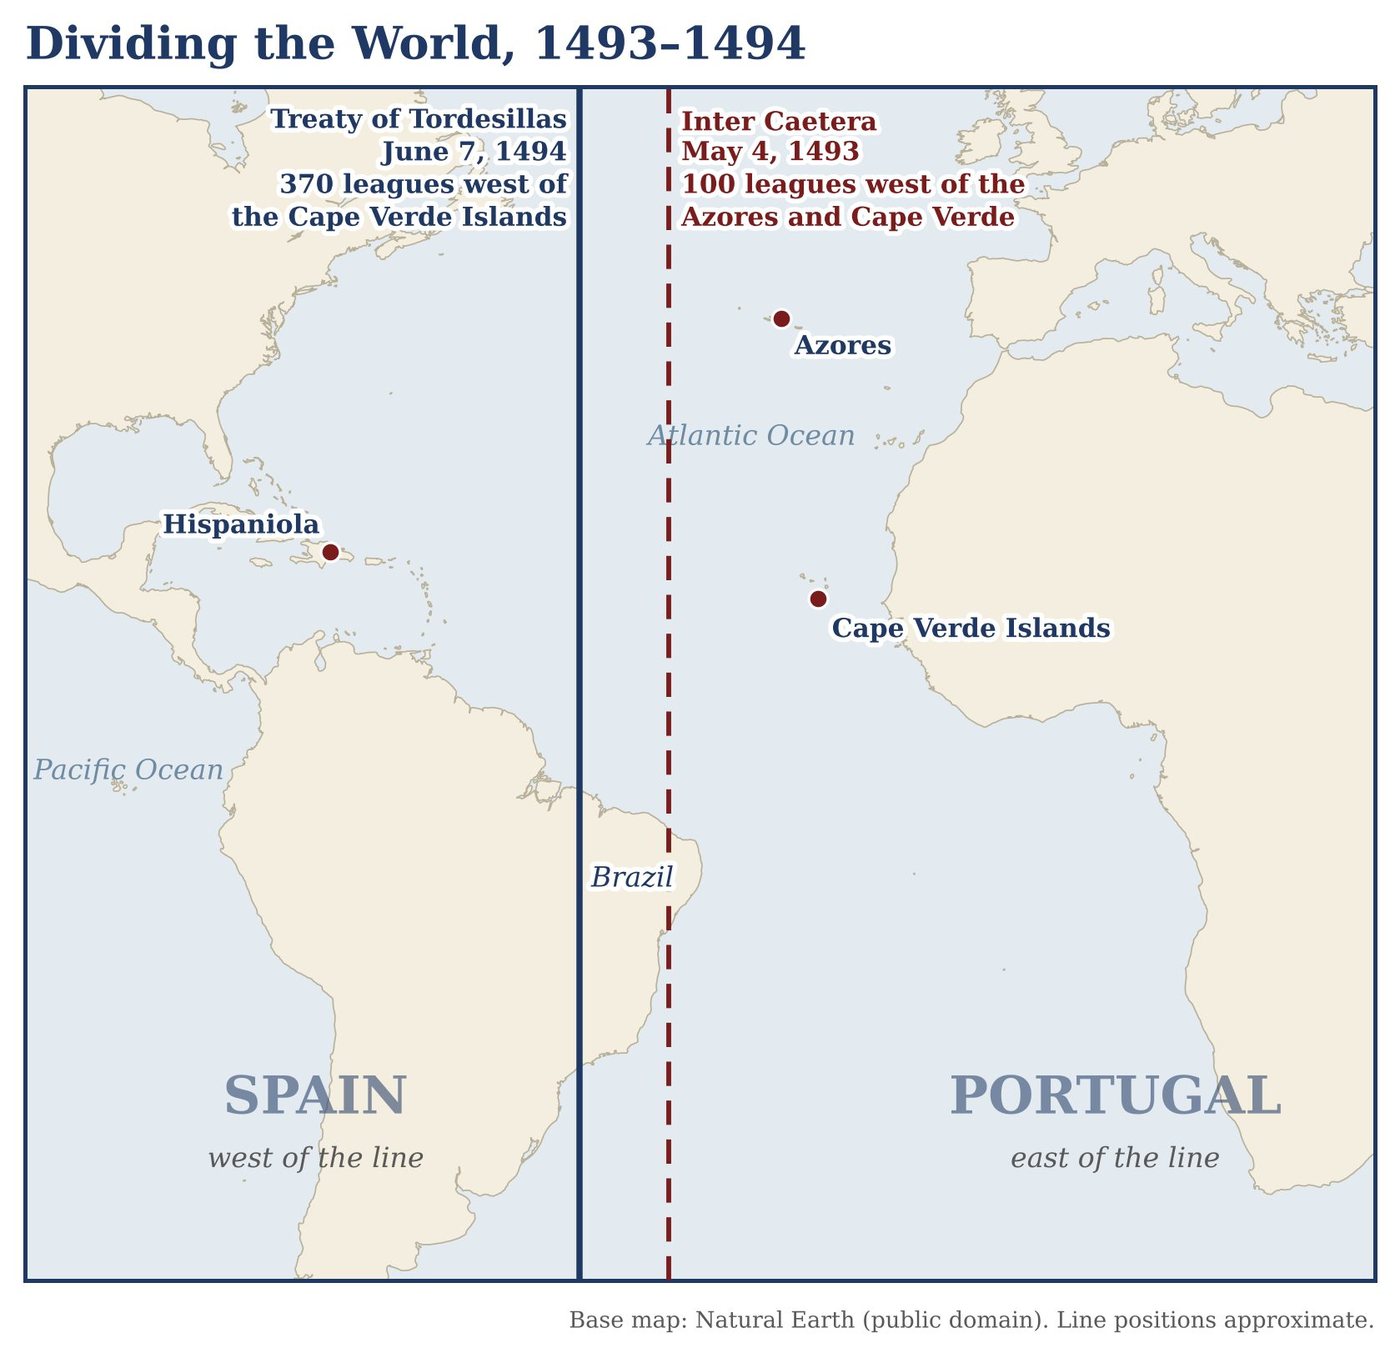 Dividing the World, 1493–1494
Treaty of Tordesillas
June 7, 1494
370 leagues west of
the Cape Verde Islands
Inter Caetera
May 4, 1493
100 leagues west of the
Azores and Cape Verde
Azores
Atlantic Ocean
Hispaniola
Cape Verde Islands
Pacific Ocean
Brazil
SPAIN
west of the line
PORTUGAL
east of the line
Base map: Natural Earth (public domain). Line positions approximate.